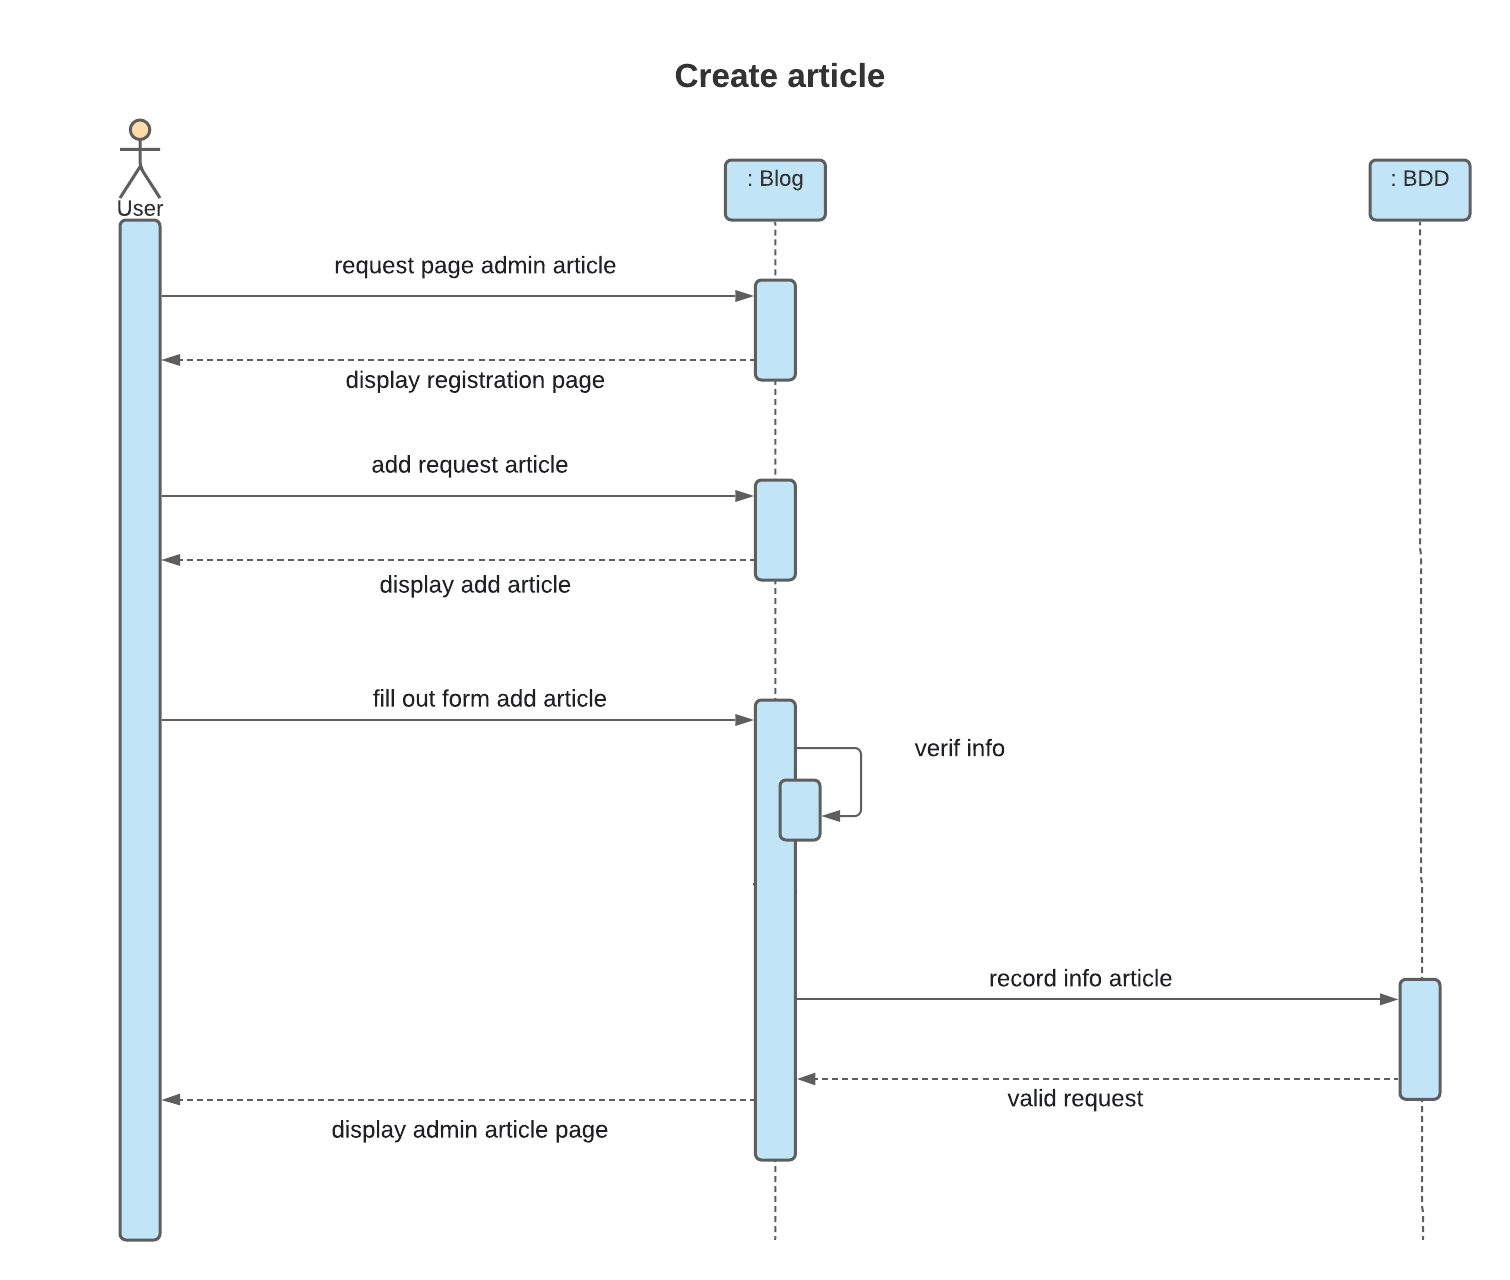 Create article
User
: Blog
: BDD
request page admin article
display registration page
add request article
display add article
fill out form add article
verif info
record info article
valid request
display admin article page